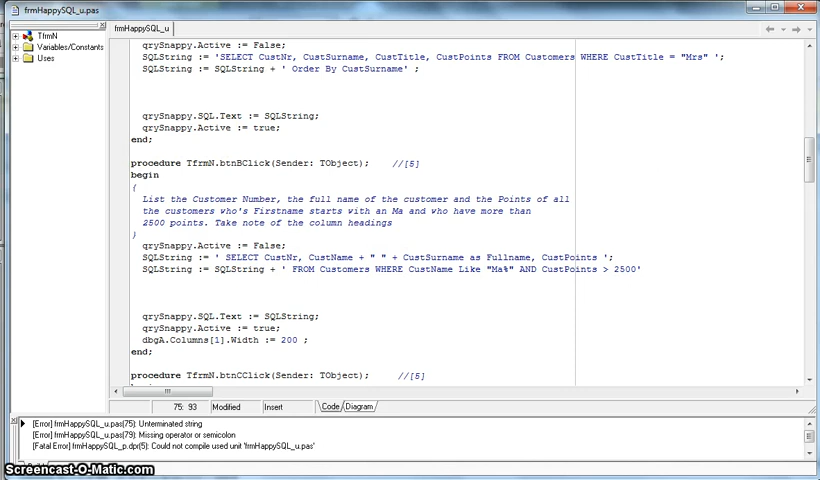 frmHappySQL_u.pas
TfrmN
Variables/Constants
Uses
frmHappySQL_u
qrySnappy.Active := False;
SQLString := 'SELECT CustNr, CustSurname, CustTitle, CustPoints FROM Customers WHERE CustTitle = "Mrs" ';
SQLString := SQLString + ' Order By CustSurname' ;
qrySnappy.SQL.Text := SQLString;
qrySnappy.Active := true;
end;
procedure TfrmN.btnBClick(Sender: TObject); //[5]
begin
{
List the Customer Number, the full name of the customer and the Points of all
the customers who's Firstname starts with an Ma and who have more than
2500 points. Take note of the column headings
}
qrySnappy.Active := False;
SQLString := ' SELECT CustNr, CustName + " " + CustSurname as Fullname, CustPoints ';
SQLString := SQLString + ' FROM Customers WHERE CustName Like "Ma%" AND CustPoints > 2500'
qrySnappy.SQL.Text := SQLString;
qrySnappy.Active := true;
dbgA.Columns[1].Width := 200 ;
end;
procedure TfrmN.btnCClick(Sender: TObject); //[5]
75: 93 Modified Insert Code Diagram
[Error] frmHappySQL_u.pas(75): Unterminated string
[Error] frmHappySQL_u.pas(79): Missing operator or semicolon
[Fatal Error] frmHappySQL_p.dpr(5): Could not compile used unit 'frmHappySQL_u.pas'
Screencast-O-Matic.com